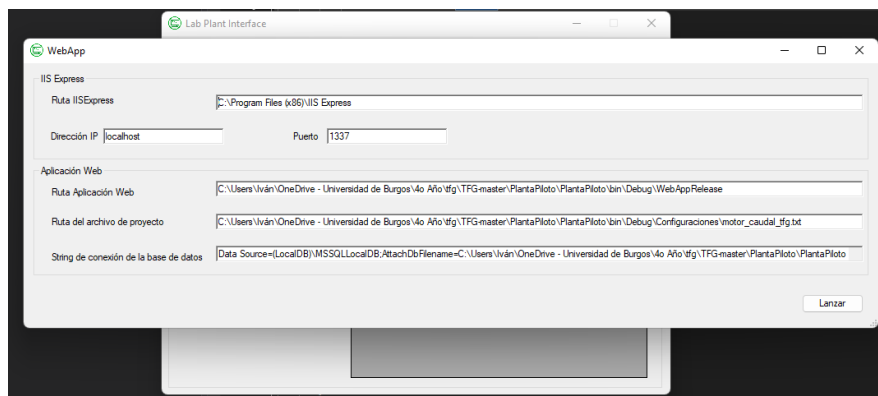 Lab Plant Interface
WebApp
IIS Express
Ruta IISExpress
C:\Program Files (x86)\IIS Express
Dirección IP localhost Puerto 1337
Aplicación Web
Ruta Aplicación Web
C:\Users\Iván\OneDrive - Universidad de Burgos\4o Año\tfg\TFG-master\PlantaPiloto\PlantaPiloto\bin\Debug\WebAppRelease
Ruta del archivo de proyecto
C:\Users\Iván\OneDrive - Universidad de Burgos\4o Año\tfg\TFG-master\PlantaPiloto\PlantaPiloto\bin\Debug\Configuraciones\motor_caudal_tfg.txt
String de conexión de la base de datos
Data Source=(LocalDB)\MSSQLLocalDB;AttachDbFilename=C:\Users\Iván\OneDrive - Universidad de Burgos\4o Año\tfg\TFG-master\PlantaPiloto\PlantaPiloto
Lanzar